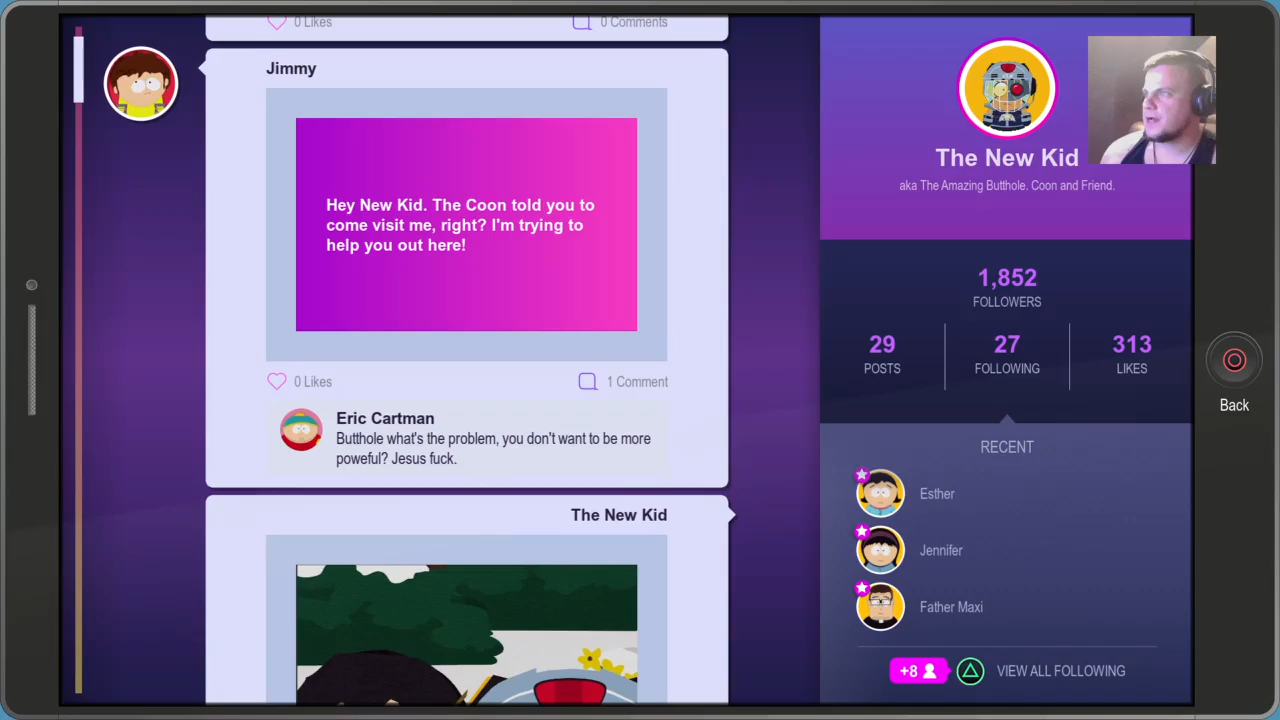 0 Likes
0 Comments
Jimmy
Hey New Kid. The Coon told you to
come visit me, right? I'm trying to
help you out here!
0 Likes
1 Comment
Eric Cartman
Butthole what's the problem, you don't want to be more
poweful? Jesus fuck.
The New Kid
The New Kid
aka The Amazing Butthole. Coon and Friend.
1,852
FOLLOWERS
29
POSTS
27
FOLLOWING
313
LIKES
RECENT
Esther
Jennifer
Father Maxi
+8
VIEW ALL FOLLOWING
Back